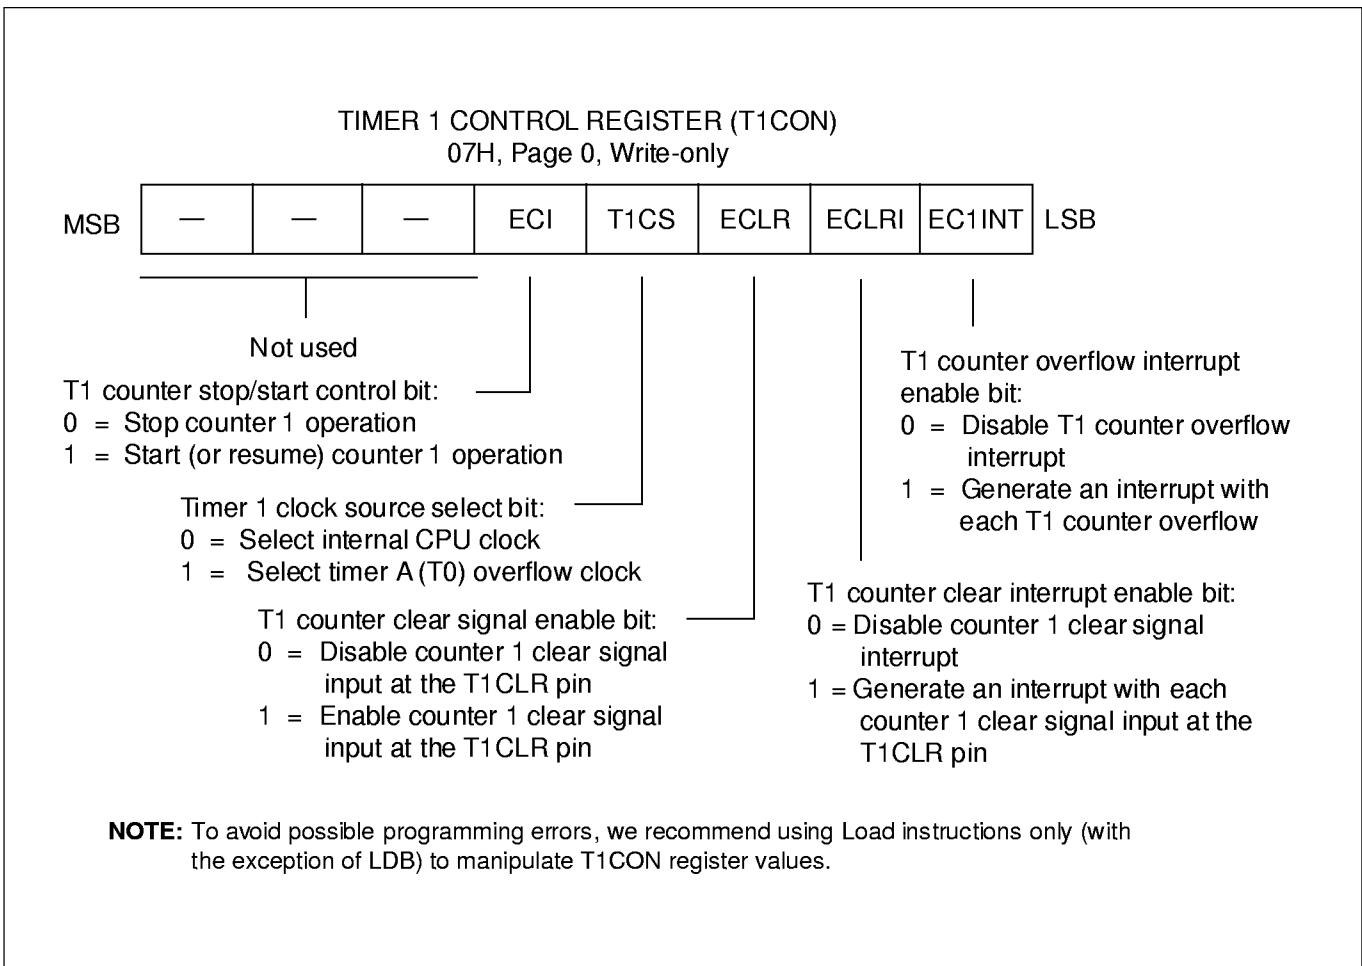 TIMER 1 CONTROL REGISTER (T1CON)
07H, Page 0, Write-only
MSB — — — ECI T1CS ECLR ECLRI EC1INT LSB
Not used
T1 counter stop/start control bit:
0 = Stop counter 1 operation
1 = Start (or resume) counter 1 operation
Timer 1 clock source select bit:
0 = Select internal CPU clock
1 = Select timer A (T0) overflow clock
T1 counter clear signal enable bit:
0 = Disable counter 1 clear signal
input at the T1CLR pin
1 = Enable counter 1 clear signal
input at the T1CLR pin
T1 counter overflow interrupt
enable bit:
0 = Disable T1 counter overflow
interrupt
1 = Generate an interrupt with
each T1 counter overflow
T1 counter clear interrupt enable bit:
0 = Disable counter 1 clear signal
interrupt
1 = Generate an interrupt with each
counter 1 clear signal input at the
T1CLR pin
NOTE: To avoid possible programming errors, we recommend using Load instructions only (with
the exception of LDB) to manipulate T1CON register values.